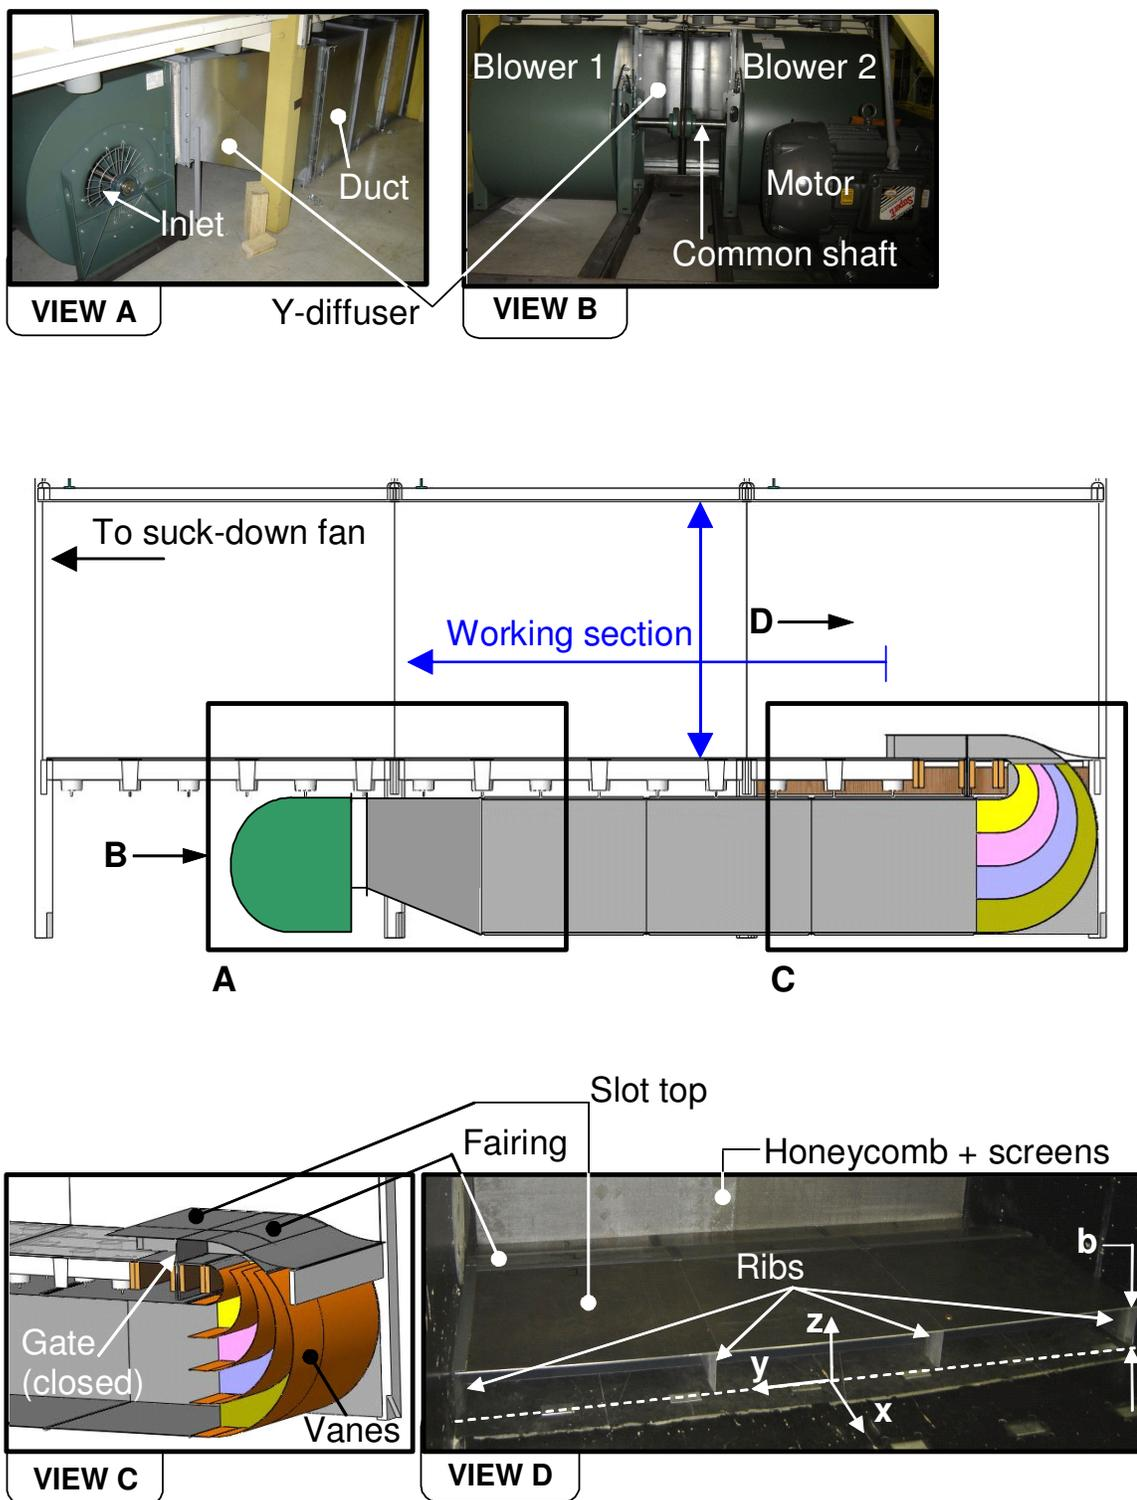 Blower 1
Blower 2
Duct
Motor
Inlet
Common shaft
VIEW A
Y-diffuser
VIEW B
To suck-down fan
D
Working section
B
A
C
Slot top
Fairing
Honeycomb + screens
b
Ribs
z
Gate
(closed)
y
x
Vanes
VIEW C
VIEW D